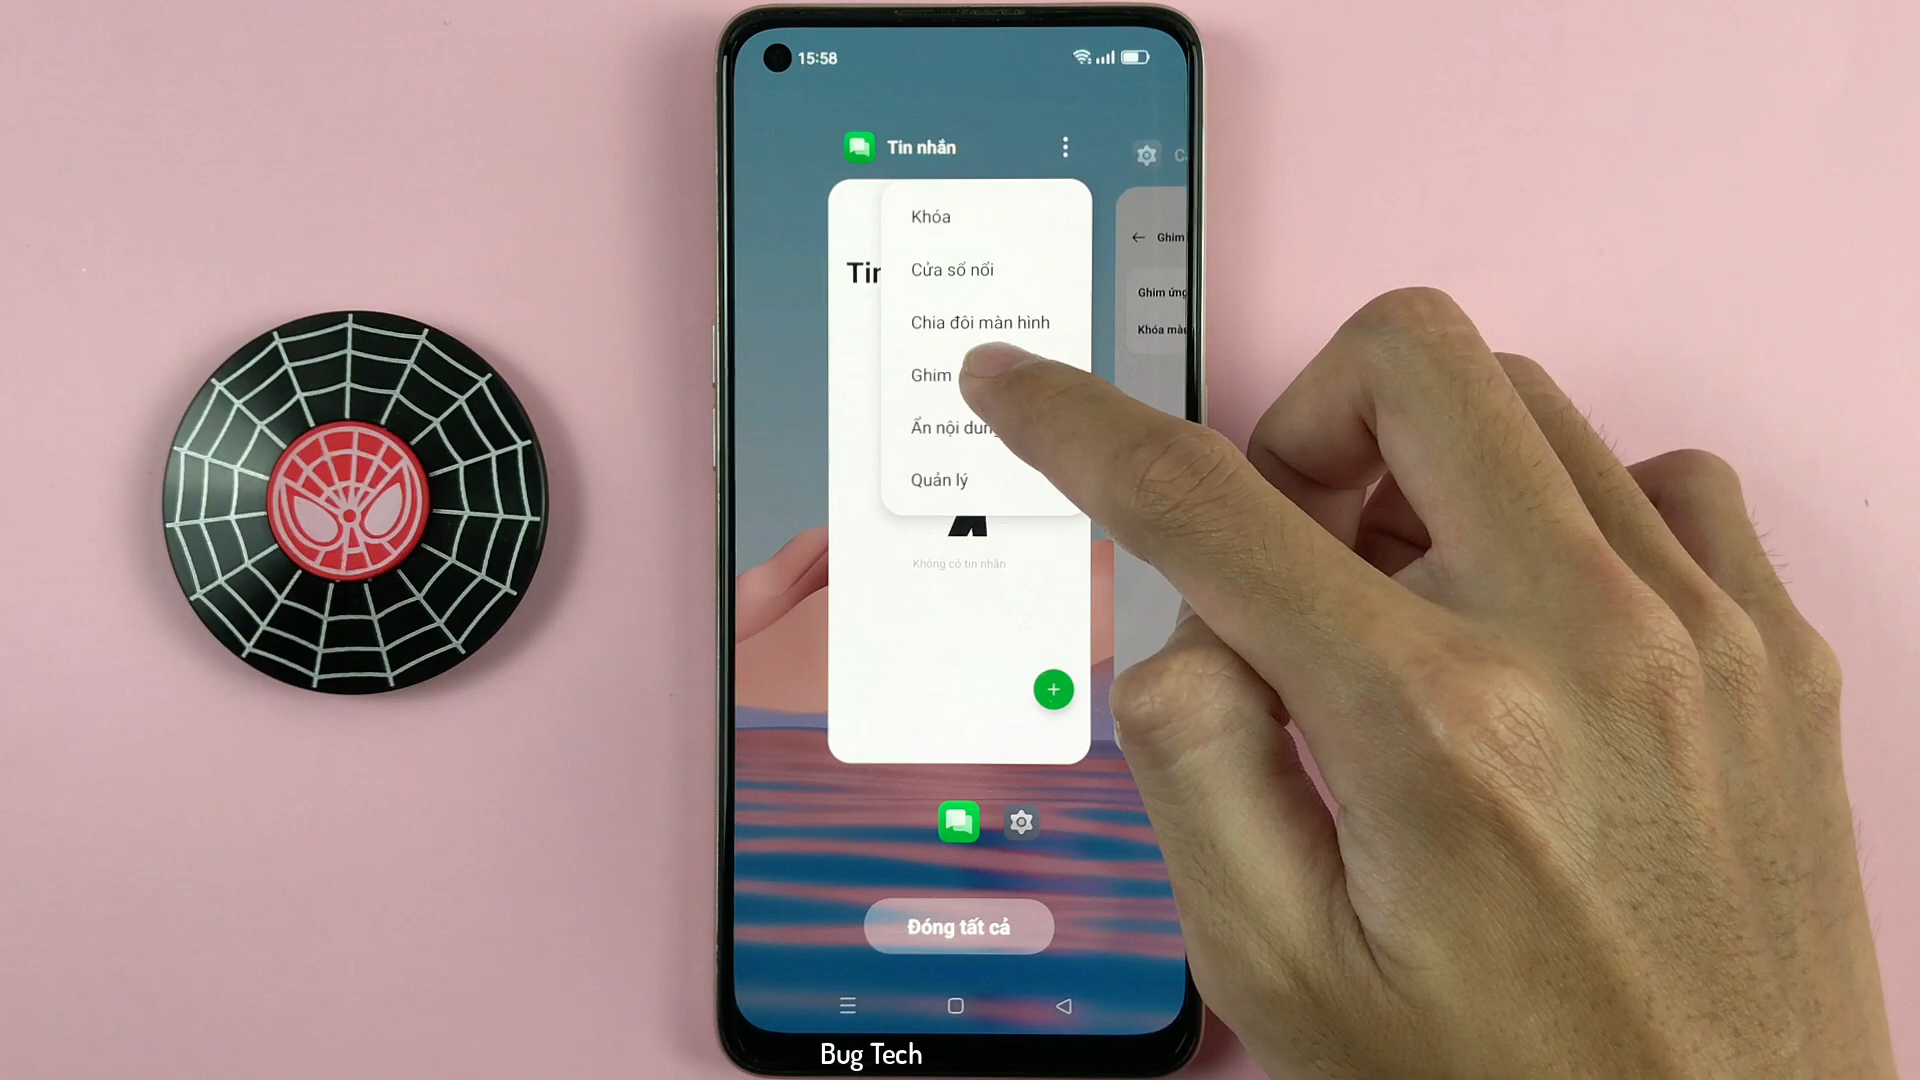 15:58
Tin nhắn
Khóa
Cửa sổ nổi
Tin
Chia đôi màn hình
Ghim
Ẩn nội dung
Quản lý
Không có tin nhắn
Ghim
Ghim ứng
Khóa màn
Đóng tất cả
Bug Tech